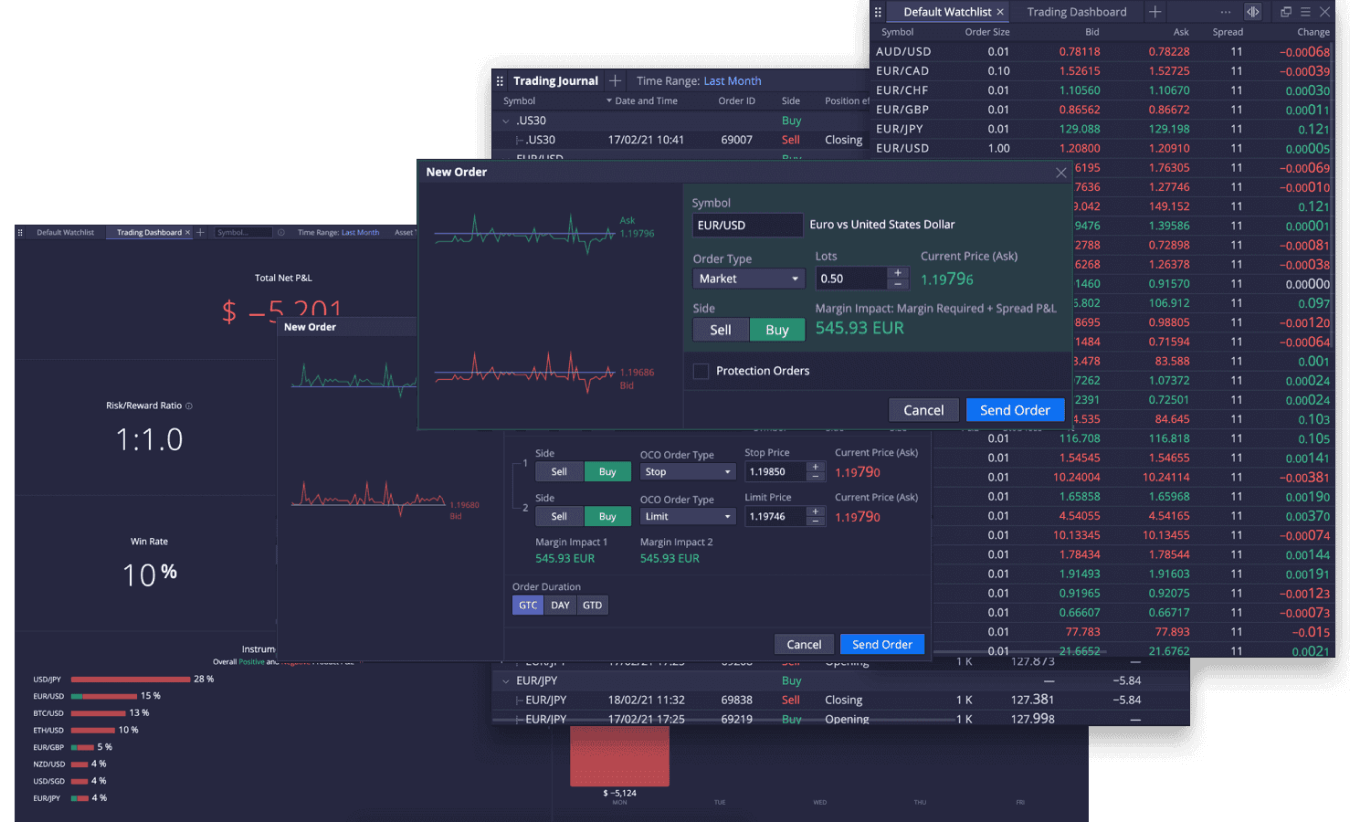 Default Watchlist × Trading Dashboard + ...
Symbol Order Size Bid Ask Spread Change
AUD/USD 0.01 0.78118 0.78228 11 −0.00068
EUR/CAD 0.10 1.52615 1.52725 11 −0.00039
EUR/CHF 0.01 1.10560 1.10670 11 0.00030
EUR/GBP 0.01 0.86562 0.86672 11 0.00011
EUR/JPY 0.01 129.088 129.198 11 0.121
EUR/USD 1.00 1.20800 1.20910 11 0.00005
6195 1.76305 11 −0.00069
7636 1.27746 11 −0.00010
9.042 149.152 11 0.121
9476 1.39586 11 0.00001
2788 0.72898 11 −0.00081
6268 1.26378 11 −0.00038
1460 0.91570 11 0.00000
5.802 106.912 11 0.097
8695 0.98805 11 −0.00120
1484 0.71594 11 −0.00064
3.478 83.588 11 0.001
7262 1.07372 11 0.00024
2391 0.72501 11 0.00024
4.535 84.645 11 0.103
0.01 116.708 116.818 11 0.105
0.01 1.54545 1.54655 11 0.00141
0.01 10.24004 10.24114 11 −0.00381
0.01 1.65858 1.65968 11 0.00190
0.01 4.54055 4.54165 11 0.00370
0.01 10.13345 10.13455 11 −0.00074
0.01 1.78434 1.78544 11 0.00144
0.01 1.91493 1.91603 11 0.00191
0.01 0.91965 0.92075 11 −0.00123
0.01 0.66607 0.66717 11 −0.00073
0.01 77.783 77.893 11 −0.015
0.01 21.6652 21.6762 11 0.0021
Trading Journal + Time Range: Last Month
Symbol Date and Time Order ID Side Position ef
.US30 Buy
.US30 17/02/21 10:41 69007 Sell Closing
EUR/USD Buy
New Order
Ask
1.19796
1.19686
Bid
Symbol
EUR/USD Euro vs United States Dollar
Order Type Lots Current Price (Ask)
Market 0.50 + − 1.19796
Side Margin Impact: Margin Required + Spread P&L
Sell Buy 545.93 EUR
Protection Orders
Cancel Send Order
Default Watchlist Trading Dashboard × + Symbol... Time Range: Last Month Asset
Total Net P&L
$ −5,201
Risk/Reward Ratio
1:1.0
Win Rate
10%
New Order
1.19680
Bid
Side OCO Order Type Stop Price Current Price (Ask)
1 Sell Buy Stop 1.19850 + − 1.19790
Side OCO Order Type Limit Price Current Price (Ask)
2 Sell Buy Limit 1.19746 + − 1.19790
Margin Impact 1 Margin Impact 2
545.93 EUR 545.93 EUR
Order Duration
GTC DAY GTD
Cancel Send Order
Instrum
Overall Positive and
USD/JPY 28 %
EUR/USD 15 %
BTC/USD 13 %
ETH/USD 10 %
EUR/GBP 5 %
NZD/USD 4 %
USD/SGD 4 %
EUR/JPY 4 %
EUR/JPY 17/02/21 17:25 69208 Sell Opening 1 K 127.873 —
EUR/JPY Buy — −5.84
EUR/JPY 18/02/21 11:32 69838 Sell Closing 1 K 127.381 −5.84
EUR/JPY 17/02/21 17:25 69219 Buy Opening 1 K 127.998 —
$ −5,124
MON TUE WED THU FRI